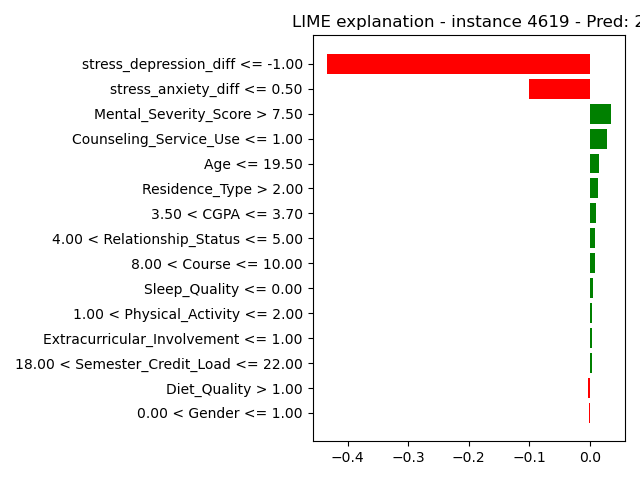 LIME explanation - instance 4619 - Pred: 2
stress_depression_diff <= -1.00
stress_anxiety_diff <= 0.50
Mental_Severity_Score > 7.50
Counseling_Service_Use <= 1.00
Age <= 19.50
Residence_Type > 2.00
3.50 < CGPA <= 3.70
4.00 < Relationship_Status <= 5.00
8.00 < Course <= 10.00
Sleep_Quality <= 0.00
1.00 < Physical_Activity <= 2.00
Extracurricular_Involvement <= 1.00
18.00 < Semester_Credit_Load <= 22.00
Diet_Quality > 1.00
0.00 < Gender <= 1.00
−0.4 −0.3 −0.2 −0.1 0.0